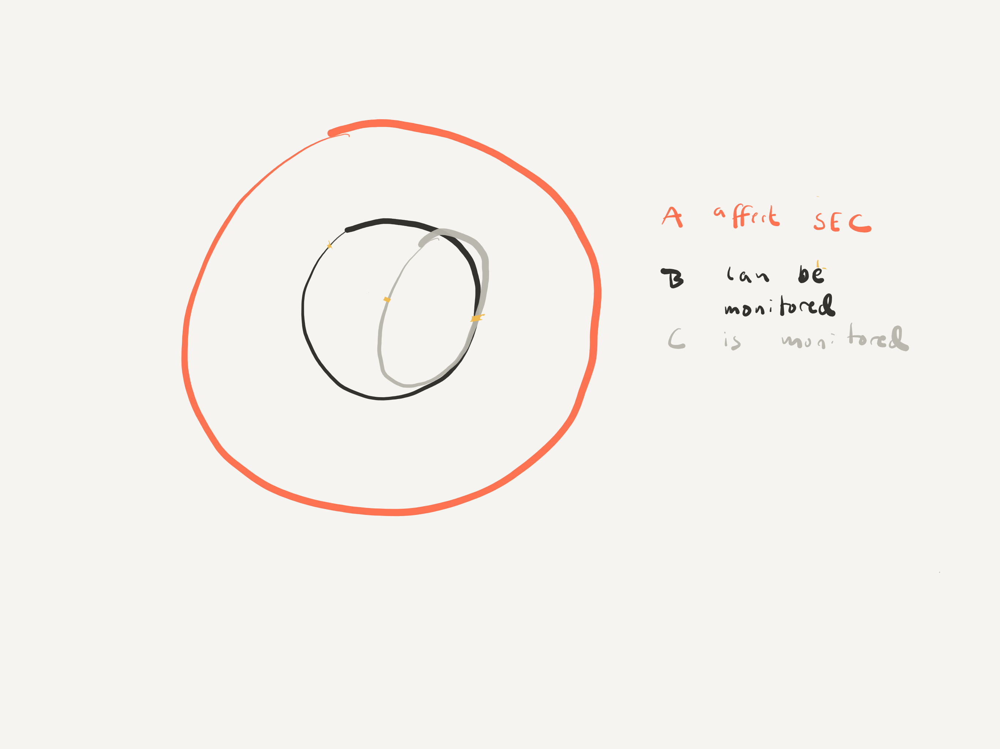 A affect SEC
B can be
monitored
C is monitored